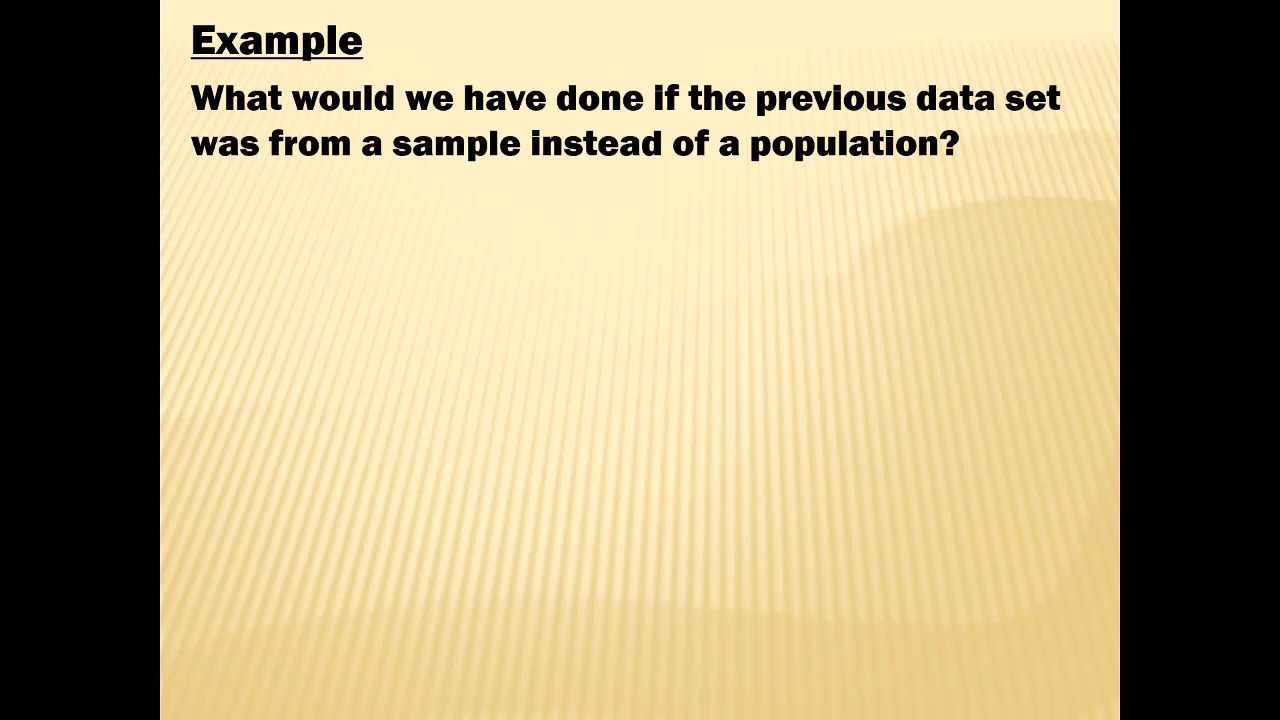 Example
What would we have done if the previous data set
was from a sample instead of a population?